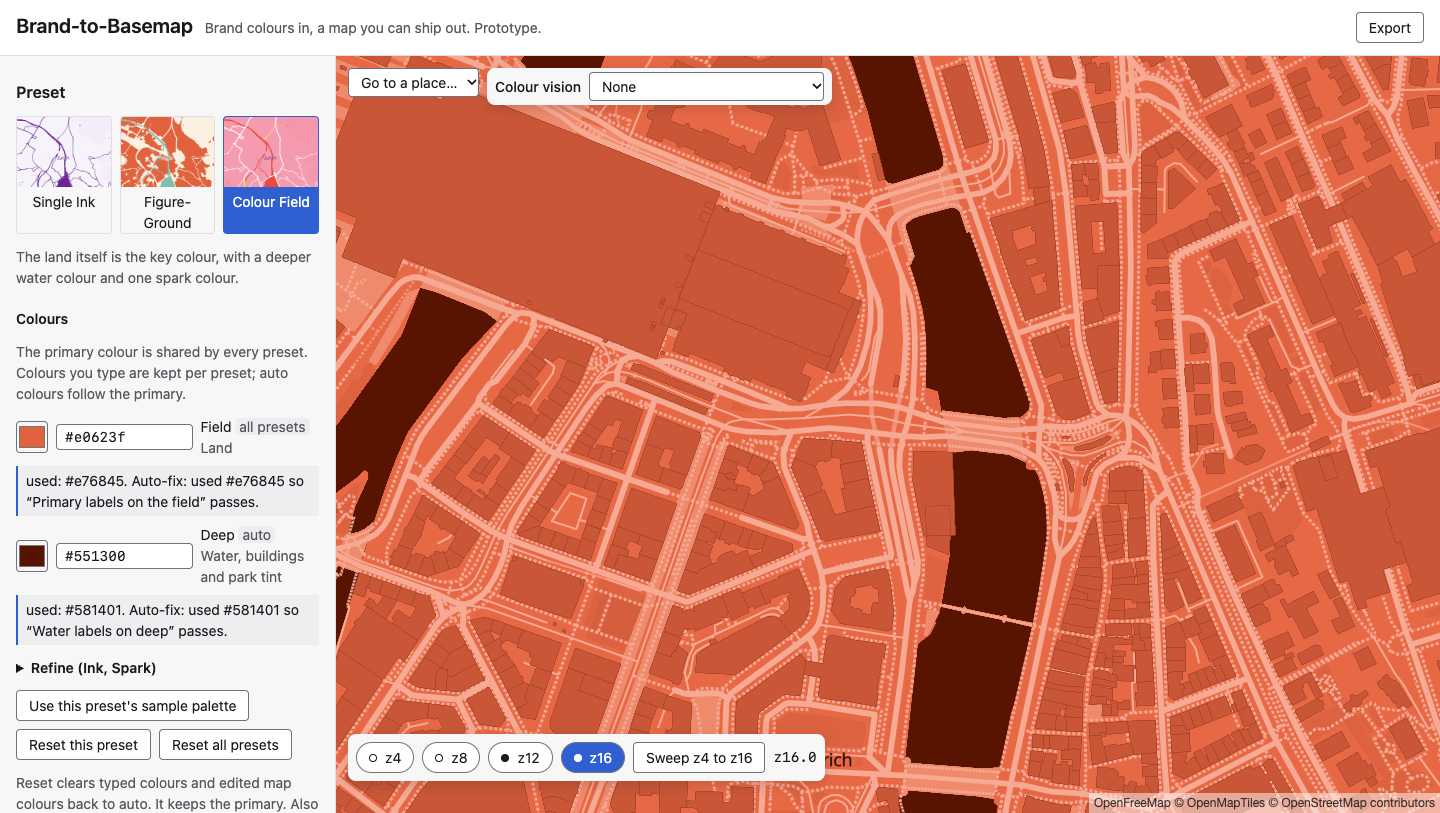 Brand-to-Basemap
Brand colours in, a map you can ship out. Prototype.
Export
Preset
Single Ink
Figure-
Ground
Colour Field
The land itself is the key colour, with a deeper
water colour and one spark colour.
Colours
The primary colour is shared by every preset.
Colours you type are kept per preset; auto
colours follow the primary.
#e0623f
Field all presets
Land
used: #e76845. Auto-fix: used #e76845 so
“Primary labels on the field” passes.
#551300
Deep auto
Water, buildings
and park tint
used: #581401. Auto-fix: used #581401 so
“Water labels on deep” passes.
Refine (Ink, Spark)
Use this preset's sample palette
Reset this preset
Reset all presets
Reset clears typed colours and edited map
colours back to auto. It keeps the primary. Also
Go to a place...
Colour vision
None
z4
z8
z12
z16
Sweep z4 to z16
z16.0
rich
OpenFreeMap © OpenMapTiles © OpenStreetMap contributors